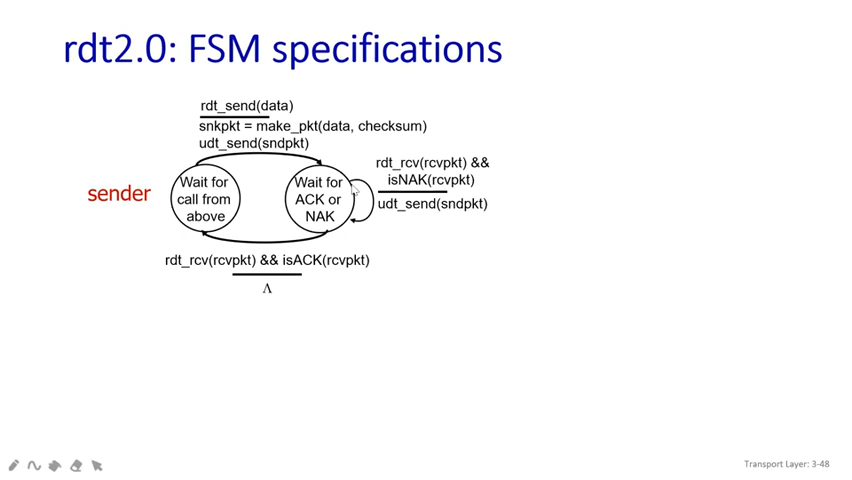 rdt2.0: FSM specifications
rdt_send(data)
snkpkt = make_pkt(data, checksum)
udt_send(sndpkt)
rdt_rcv(rcvpkt) &&
isNAK(rcvpkt)
udt_send(sndpkt)
sender
Wait for
call from
above
Wait for
ACK or
NAK
rdt_rcv(rcvpkt) && isACK(rcvpkt)
Λ
Transport Layer: 3-48